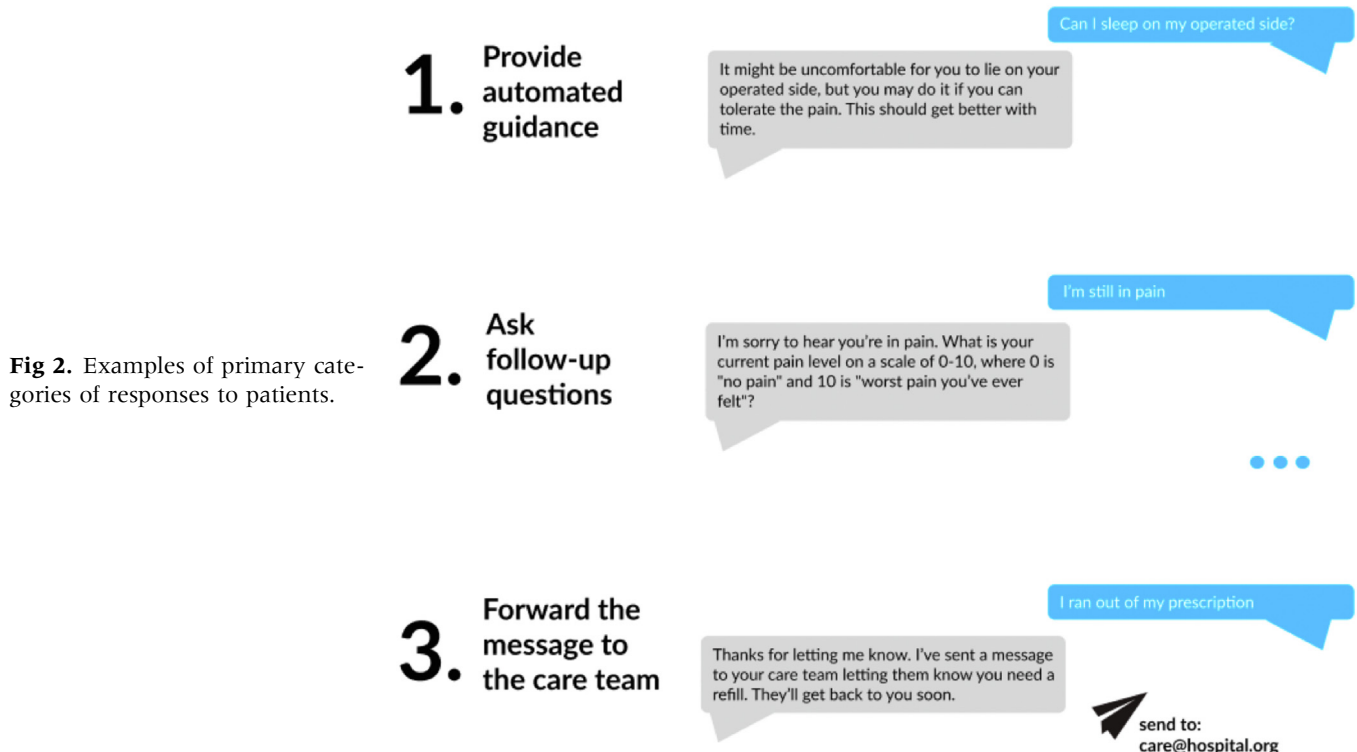 Can I sleep on my operated side?
1.
Provide
automated
guidance
It might be uncomfortable for you to lie on your
operated side, but you may do it if you can
tolerate the pain. This should get better with
time.
I'm still in pain
2.
Ask
follow-up
questions
I'm sorry to hear you're in pain. What is your
current pain level on a scale of 0-10, where 0 is
"no pain" and 10 is "worst pain you've ever
felt"?
Fig 2. Examples of primary cate-
gories of responses to patients.
I ran out of my prescription
3.
Forward the
message to
the care team
Thanks for letting me know. I've sent a message
to your care team letting them know you need a
refill. They'll get back to you soon.
send to:
care@hospital.org